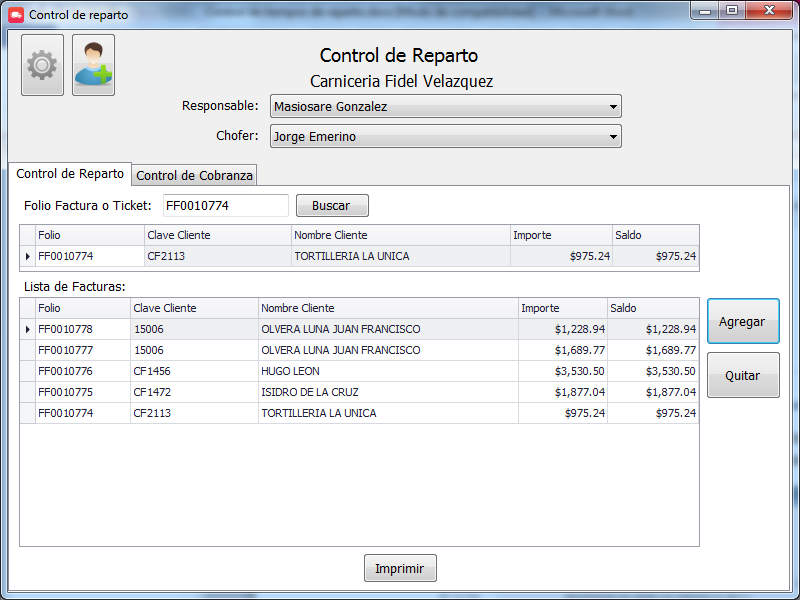 Control de reparto
Control de Reparto
Carniceria Fidel Velazquez
Responsable: Masiosare Gonzalez
Chofer: Jorge Emerino
Control de Reparto Control de Cobranza
Folio Factura o Ticket: FF0010774 Buscar
Folio Clave Cliente Nombre Cliente Importe Saldo
FF0010774 CF2113 TORTILLERIA LA UNICA $975.24 $975.24
Lista de Facturas:
Folio Clave Cliente Nombre Cliente Importe Saldo
FF0010778 15006 OLVERA LUNA JUAN FRANCISCO $1,228.94 $1,228.94
FF0010777 15006 OLVERA LUNA JUAN FRANCISCO $1,689.77 $1,689.77
FF0010776 CF1456 HUGO LEON $3,530.50 $3,530.50
FF0010775 CF1472 ISIDRO DE LA CRUZ $1,877.04 $1,877.04
FF0010774 CF2113 TORTILLERIA LA UNICA $975.24 $975.24
Agregar
Quitar
Imprimir